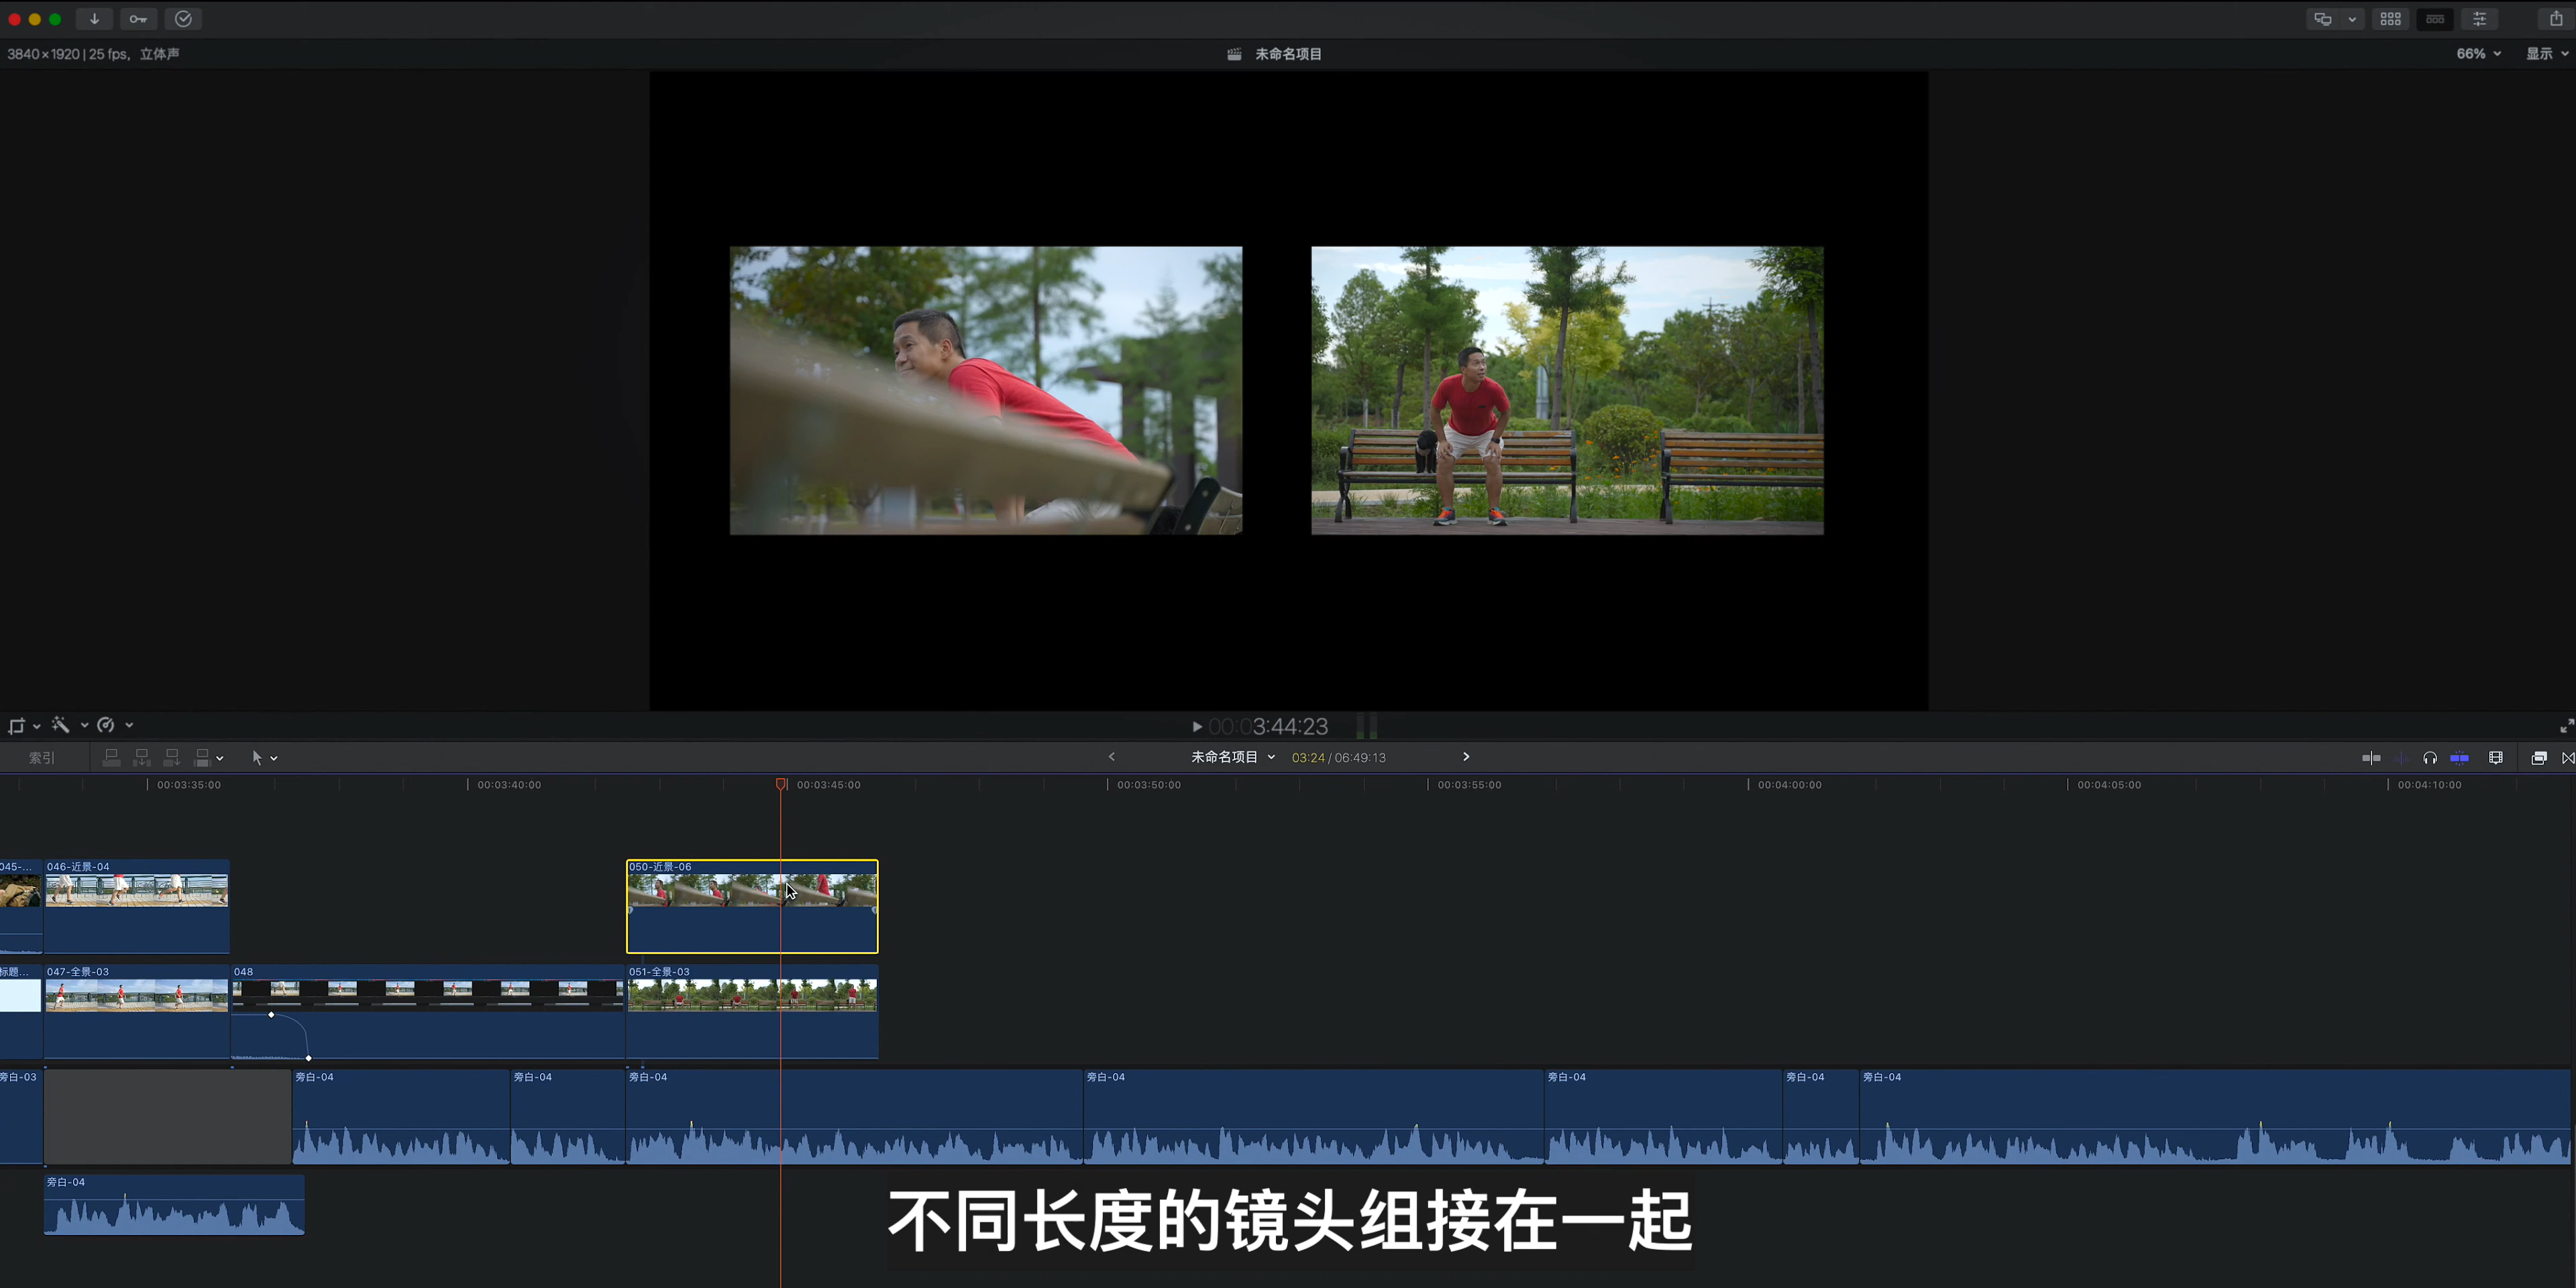 3840×1920 | 25 fps, 立体声
未命名项目
66%
显示
00:03:44:23
索引
未命名项目
03:24 / 06:49:13
00:03:35:00
00:03:40:00
00:03:45:00
00:03:50:00
00:03:55:00
00:04:00:00
00:04:05:00
00:04:10:00
045-...
046-近景-04
050-近景-06
标题...
047-全景-03
048
051-全景-03
旁白-03
旁白-04
旁白-04
旁白-04
旁白-04
旁白-04
旁白-04
旁白-04
旁白-04
不同长度的镜头组接在一起